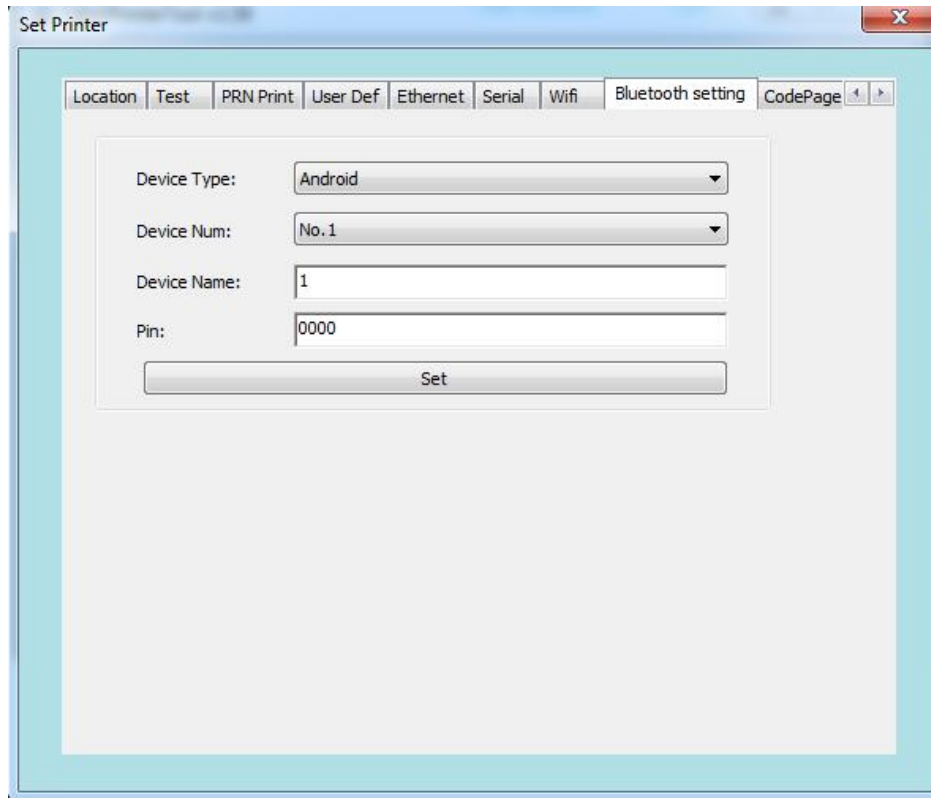 Set Printer
Location Test PRN Print User Def Ethernet Serial Wifi Bluetooth setting CodePage
Device Type: Android
Device Num: No.1
Device Name: 1
Pin: 0000
Set